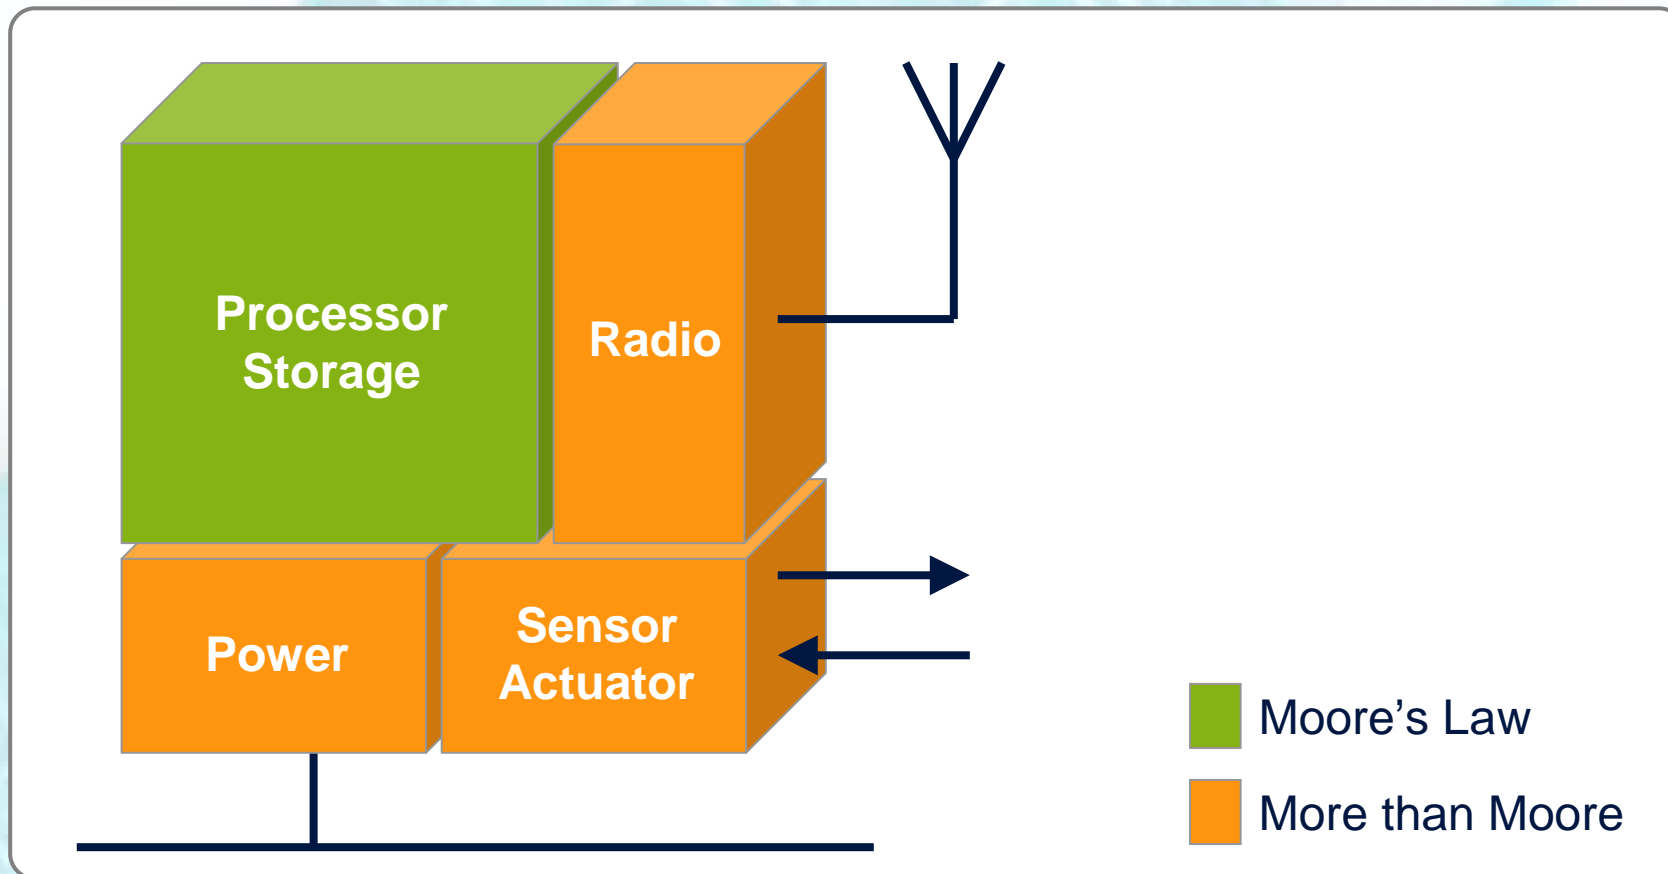 Processor
Storage
Radio
Power
Sensor
Actuator
Moore’s Law
More than Moore